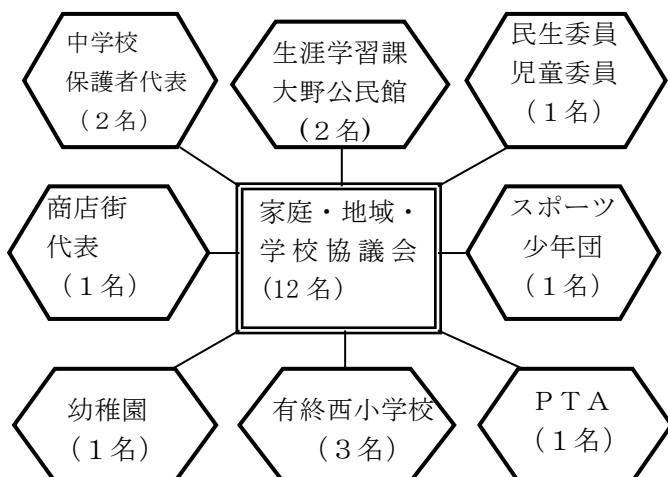 中学校
保護者代表
(２名)
生涯学習課
大野公民館
(２名)
民生委員
児童委員
(１名)
商店街
代表
(１名)
家庭・地域・
学校協議会
(12名)
スポーツ
少年団
(１名)
幼稚園
(１名)
有終西小学校
(３名)
ＰＴＡ
(１名)